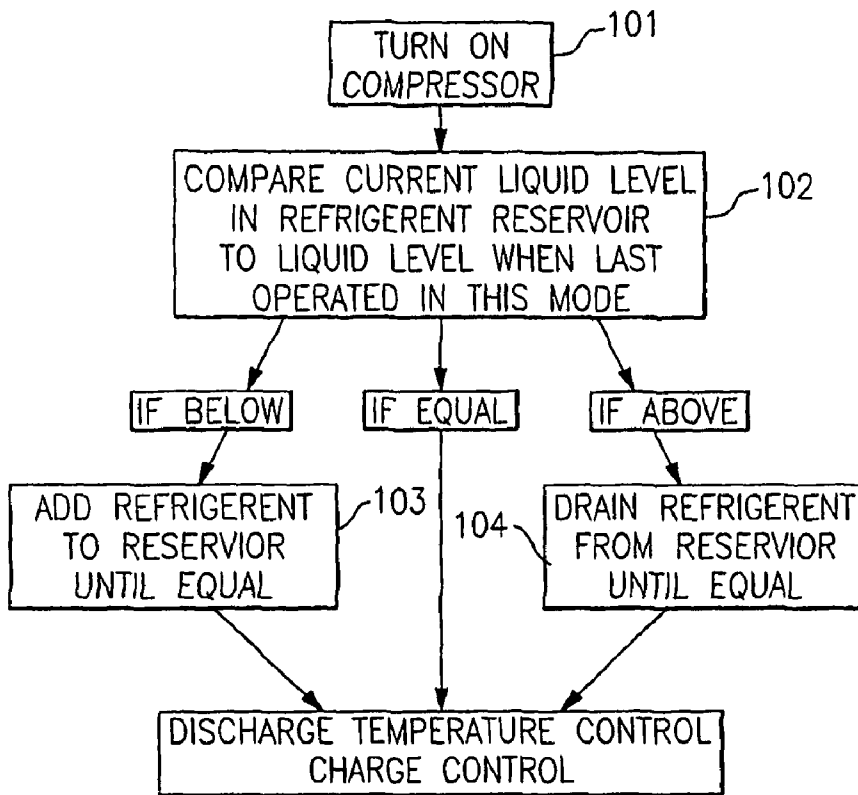 TURN ON
COMPRESSOR
101
COMPARE CURRENT LIQUID LEVEL
IN REFRIGERENT RESERVOIR
TO LIQUID LEVEL WHEN LAST
OPERATED IN THIS MODE
102
IF BELOW
IF EQUAL
IF ABOVE
ADD REFRIGERENT
TO RESERVIOR
UNTIL EQUAL
103
104
DRAIN REFRIGERENT
FROM RESERVIOR
UNTIL EQUAL
DISCHARGE TEMPERATURE CONTROL
CHARGE CONTROL